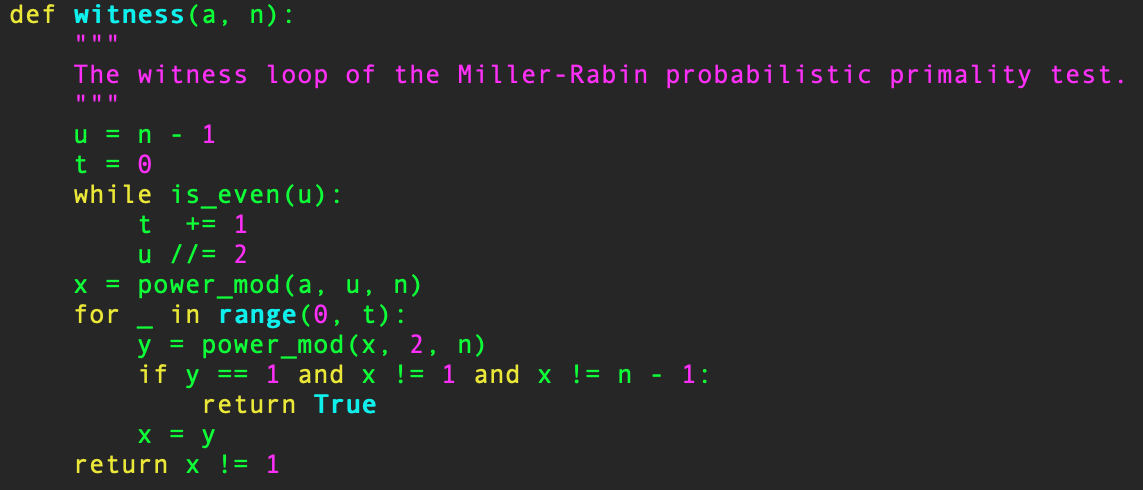 def witness(a, n):
    """
    The witness loop of the Miller-Rabin probabilistic primality test.
    """
    u = n - 1
    t = 0
    while is_even(u):
        t  += 1
        u //= 2
    x = power_mod(a, u, n)
    for _ in range(0, t):
        y = power_mod(x, 2, n)
        if y == 1 and x != 1 and x != n - 1:
            return True
        x = y
    return x != 1